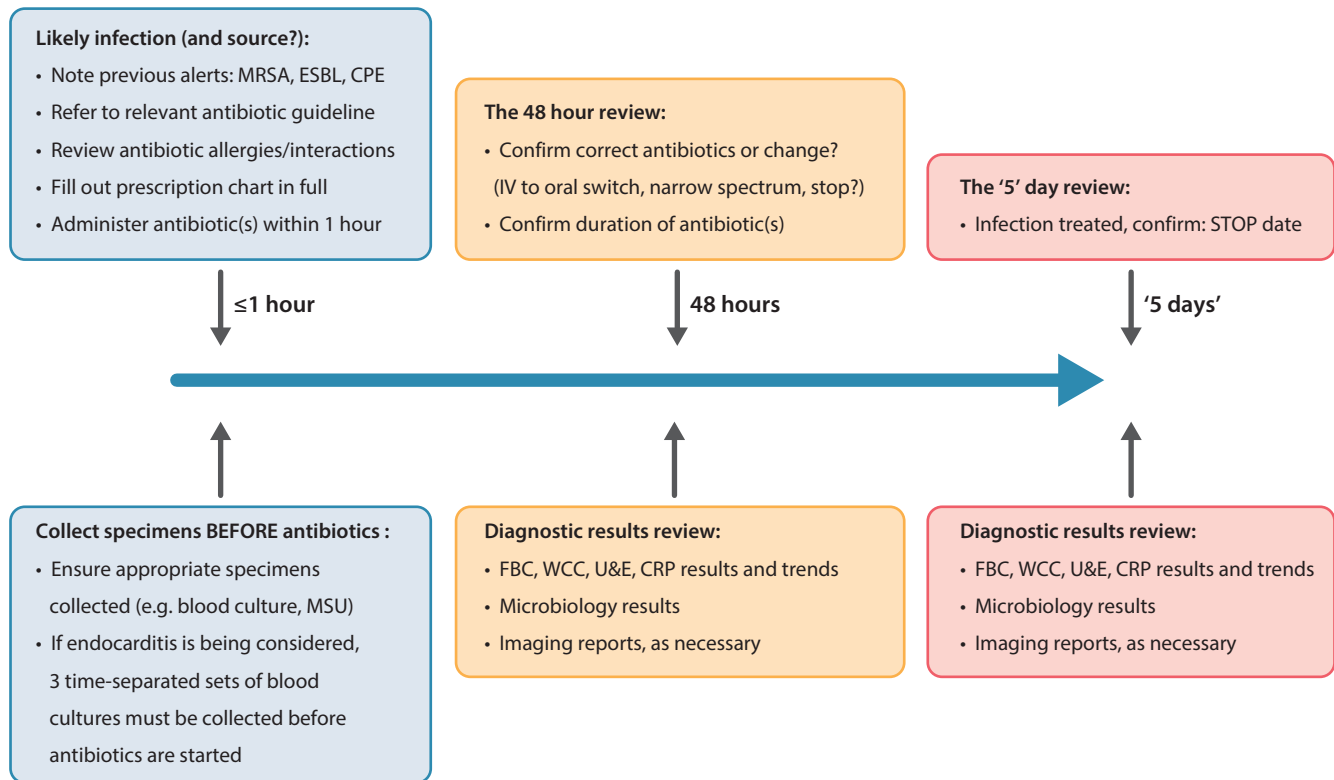 Likely infection (and source?):
• Note previous alerts: MRSA, ESBL, CPE
• Refer to relevant antibiotic guideline
• Review antibiotic allergies/interactions
• Fill out prescription chart in full
• Administer antibiotic(s) within 1 hour
The 48 hour review:
• Confirm correct antibiotics or change?
(IV to oral switch, narrow spectrum, stop?)
• Confirm duration of antibiotic(s)
The ‘5’ day review:
• Infection treated, confirm: STOP date
≤1 hour
48 hours
‘5 days’
Collect specimens BEFORE antibiotics :
• Ensure appropriate specimens
collected (e.g. blood culture, MSU)
• If endocarditis is being considered,
3 time-separated sets of blood
cultures must be collected before
antibiotics are started
Diagnostic results review:
• FBC, WCC, U&E, CRP results and trends
• Microbiology results
• Imaging reports, as necessary
Diagnostic results review:
• FBC, WCC, U&E, CRP results and trends
• Microbiology results
• Imaging reports, as necessary